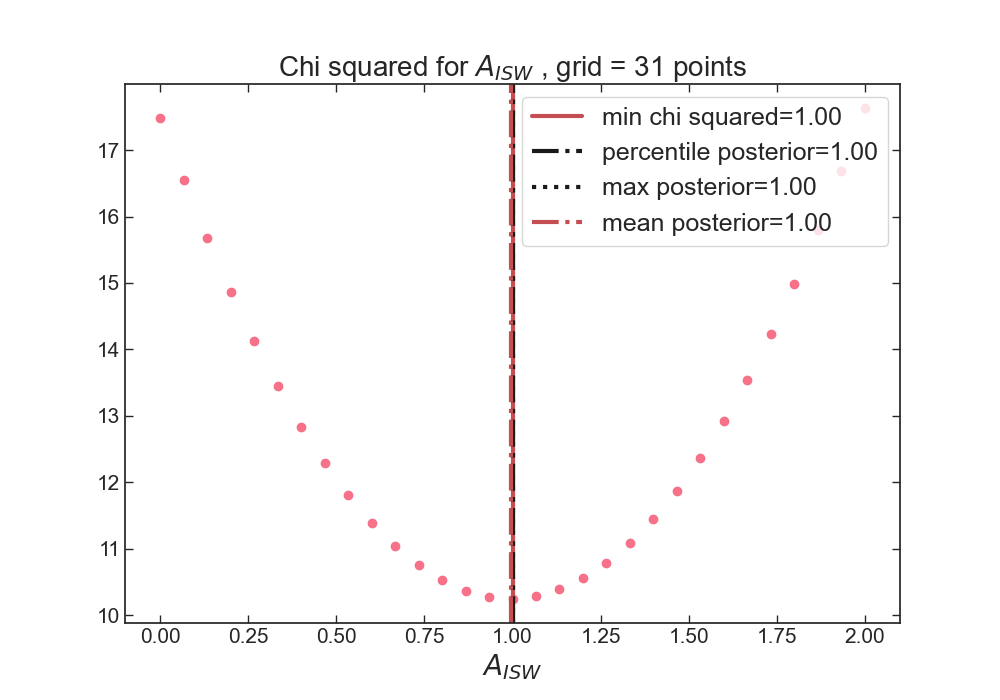 Chi squared for A_{ISW} , grid = 31 points
min chi squared=1.00
percentile posterior=1.00
max posterior=1.00
mean posterior=1.00
17
16
15
14
13
12
11
10
0.00 0.25 0.50 0.75 1.00 1.25 1.50 1.75 2.00
A_{ISW}